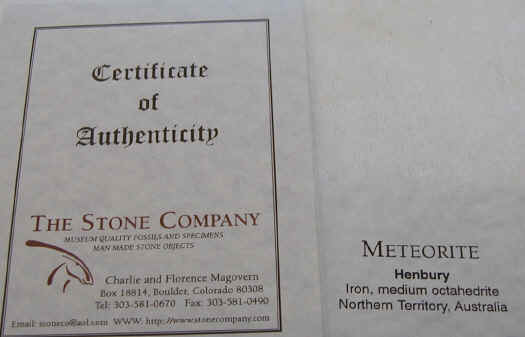 Certificate
of
Authenticity
THE STONE COMPANY
MUSEUM QUALITY FOSSILS AND SPECIMENS
MAN MADE STONE OBJECTS
Charlie and Florence Magovern
Box 18814, Boulder, Colorado 80308
Tel: 303-581-0670 Fax: 303-581-0490
Email: stoneco@aol.com WWW: http://www.stonecompany.com
METEORITE
Henbury
Iron, medium octahedrite
Northern Territory, Australia